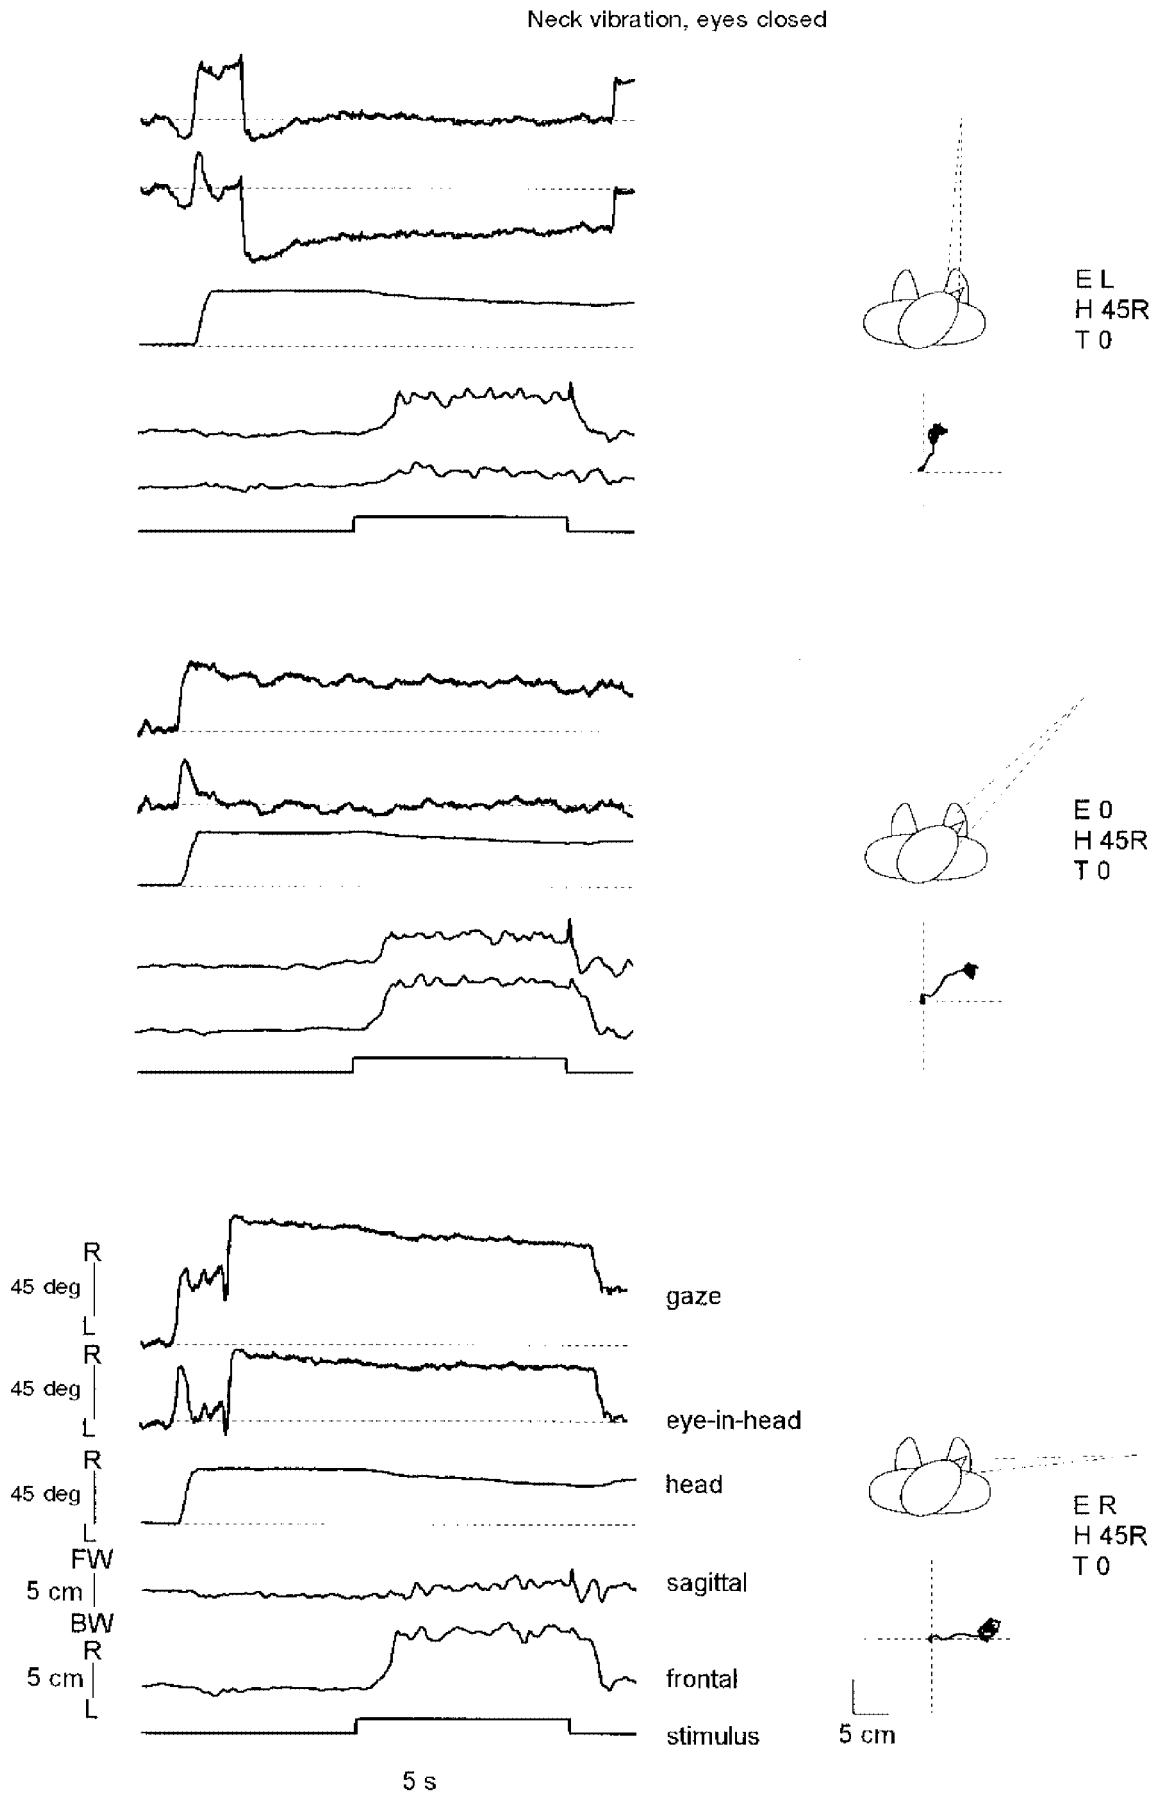 Neck vibration, eyes closed
E L
H 45R
T 0
E 0
H 45R
T 0
R
45 deg
L
gaze
R
45 deg
L
eye-in-head
R
45 deg
L
head
E R
H 45R
T 0
FW
5 cm
BW
sagittal
R
5 cm
L
frontal
stimulus
5 cm
5 s